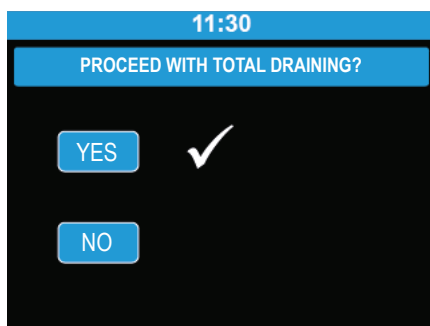 11:30
PROCEED WITH TOTAL DRAINING?
YES
NO